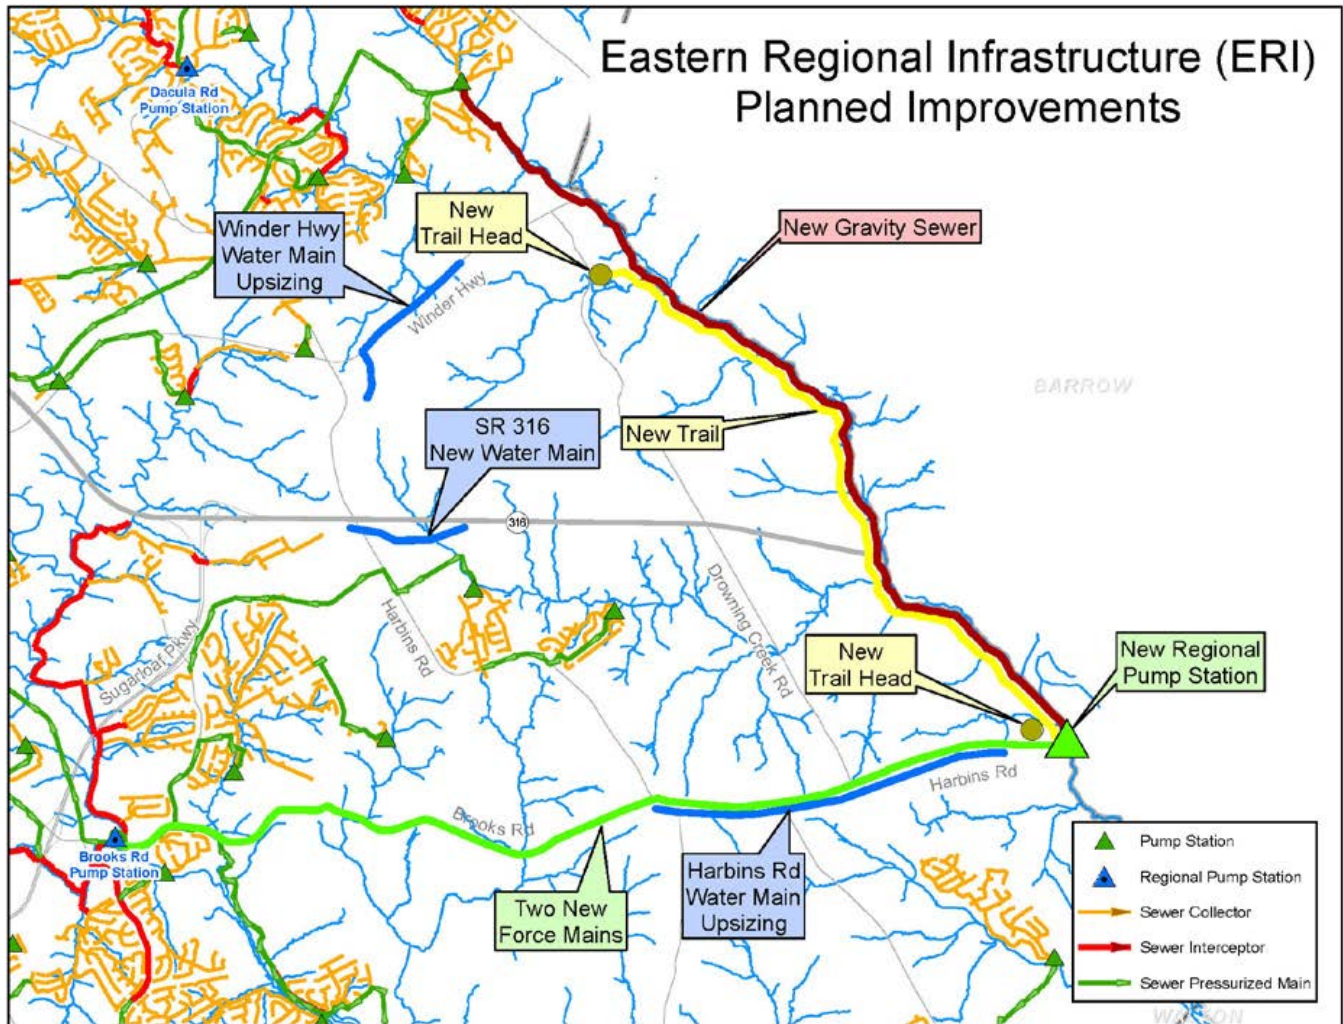 Eastern Regional Infrastructure (ERI)
Planned Improvements
Dacula Rd
Pump Station
New
Trail Head
Winder Hwy
Water Main
Upsizing
New Gravity Sewer
Winder Hwy
BARROW
SR 316
New Water Main
New Trail
316
Drowning Creek Rd
Harbins Rd
Sugarloaf Pkwy
New
Trail Head
New Regional
Pump Station
Harbins Rd
Brooks Rd
Brooks Rd
Pump Station
Harbins Rd
Water Main
Upsizing
Two New
Force Mains
Pump Station
Regional Pump Station
Sewer Collector
Sewer Interceptor
Sewer Pressurized Main
WALTON